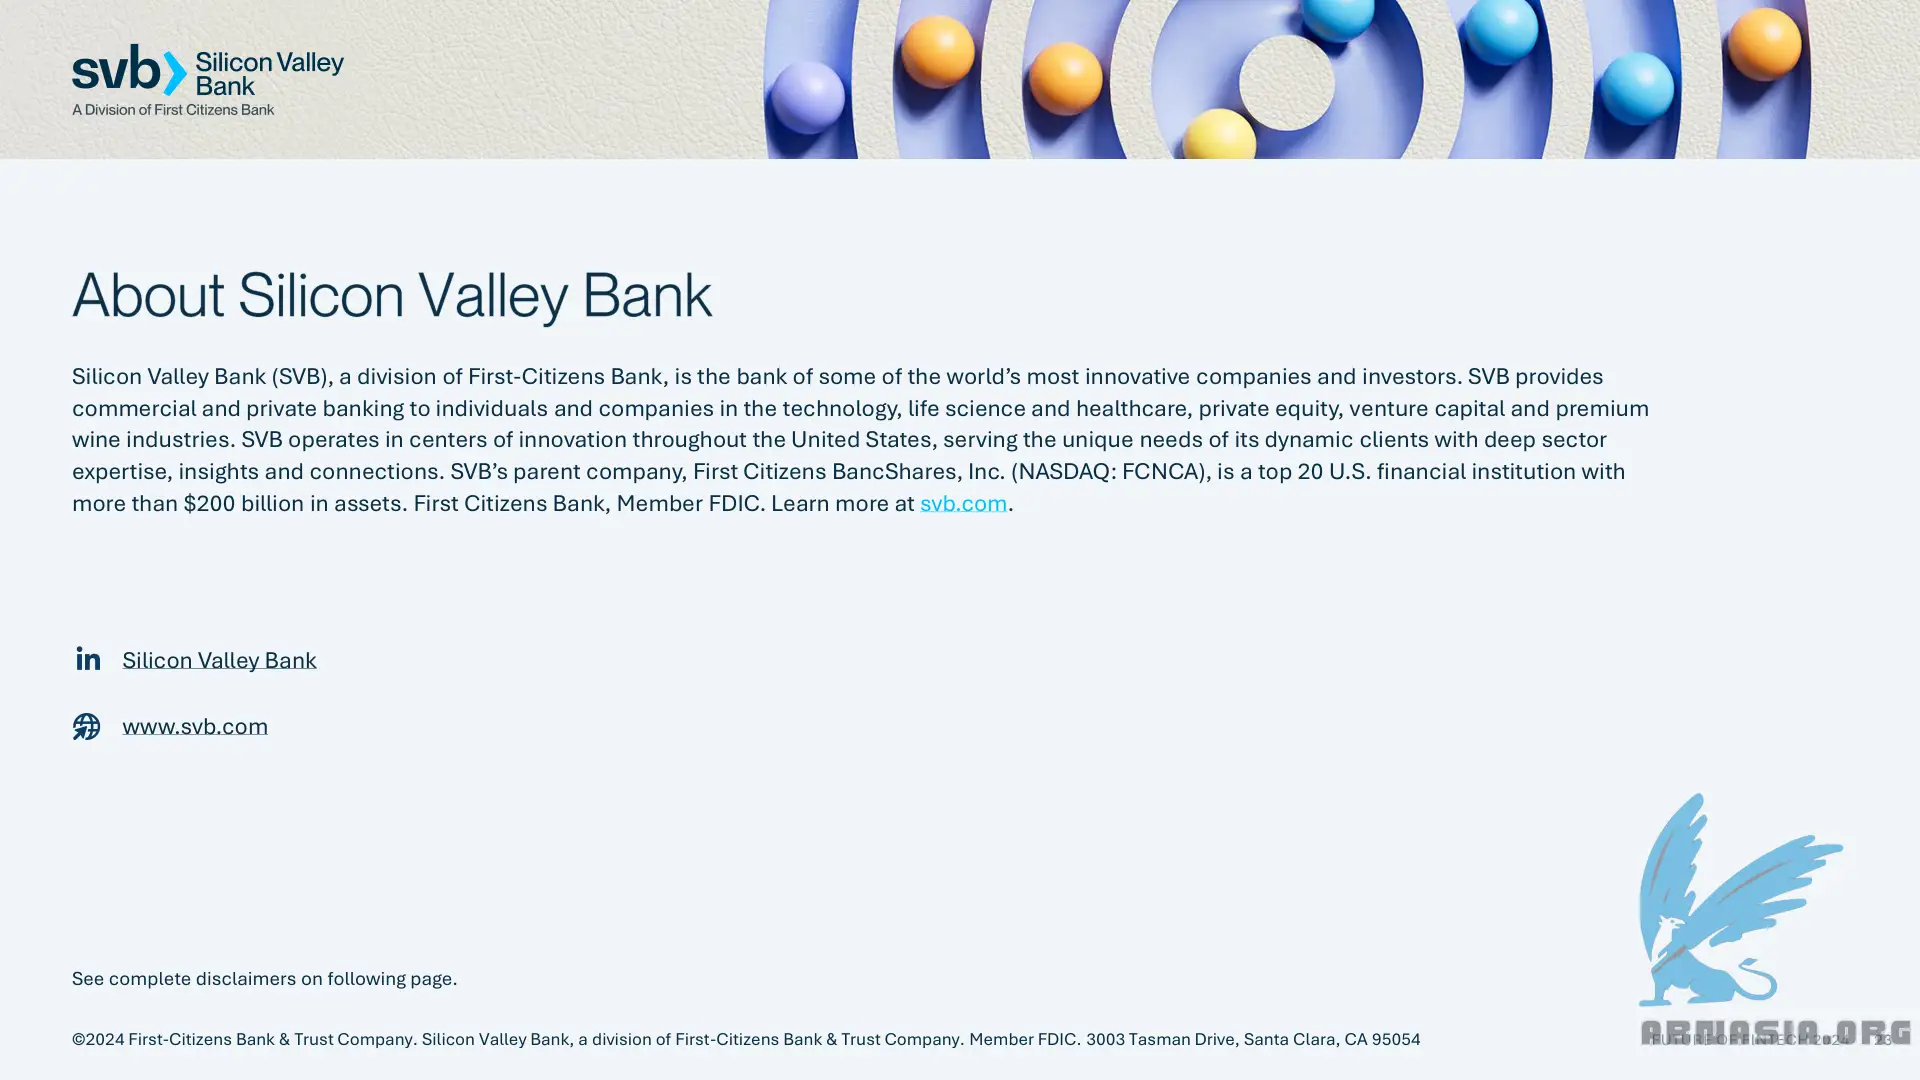 svb Silicon Valley
Bank
A Division of First Citizens Bank
About Silicon Valley Bank
Silicon Valley Bank (SVB), a division of First-Citizens Bank, is the bank of some of the world’s most innovative companies and investors. SVB provides
commercial and private banking to individuals and companies in the technology, life science and healthcare, private equity, venture capital and premium
wine industries. SVB operates in centers of innovation throughout the United States, serving the unique needs of its dynamic clients with deep sector
expertise, insights and connections. SVB’s parent company, First Citizens BancShares, Inc. (NASDAQ: FCNCA), is a top 20 U.S. financial institution with
more than $200 billion in assets. First Citizens Bank, Member FDIC. Learn more at svb.com.
in Silicon Valley Bank
www.svb.com
See complete disclaimers on following page.
©2024 First-Citizens Bank & Trust Company. Silicon Valley Bank, a division of First-Citizens Bank & Trust Company. Member FDIC. 3003 Tasman Drive, Santa Clara, CA 95054
FUTURE OF FINTECH 2024 23
ARMASIA.ORG